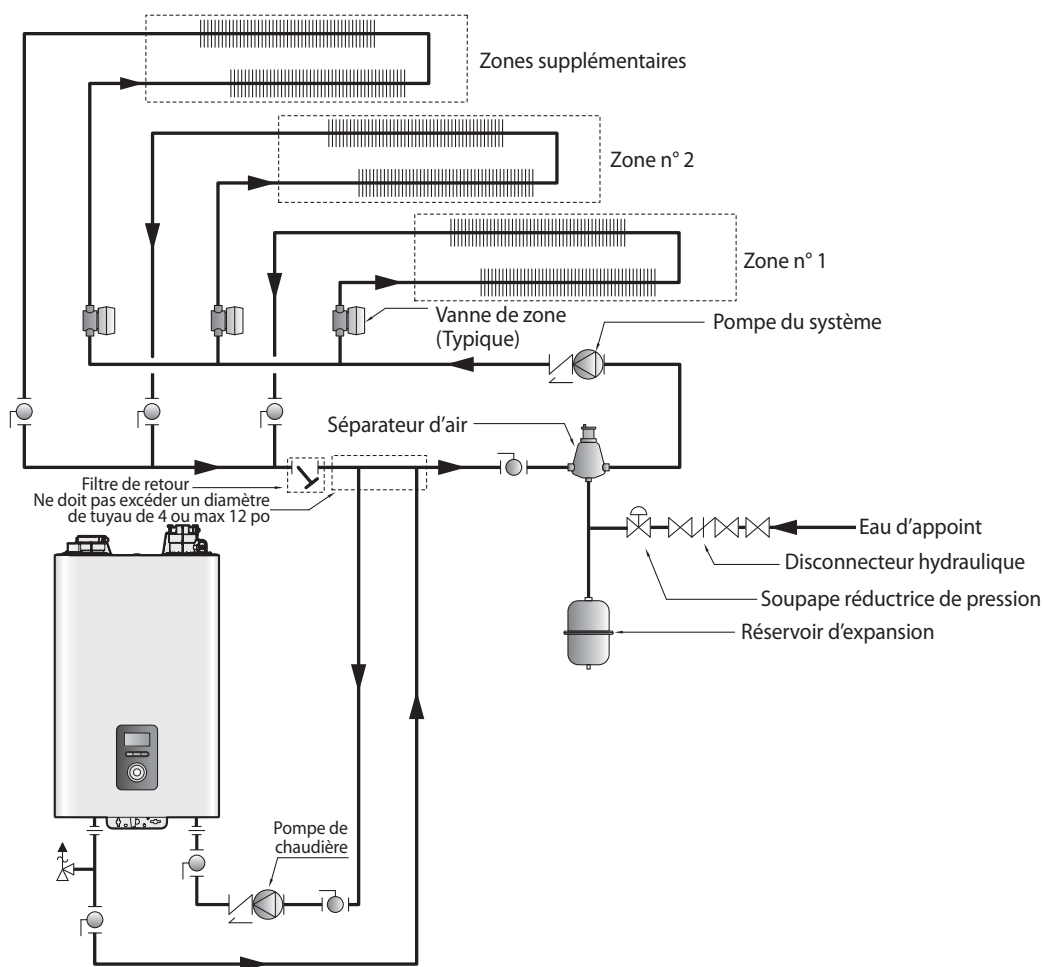 Zones supplémentaires
Zone n° 2
Zone n° 1
Vanne de zone
(Typique)
Pompe du système
Séparateur d’air
Filtre de retour
Ne doit pas excéder un diamètre
de tuyau de 4 ou max 12 po
Eau d’appoint
Disconnecteur hydraulique
Soupape réductrice de pression
Réservoir d’expansion
Pompe de
chaudière